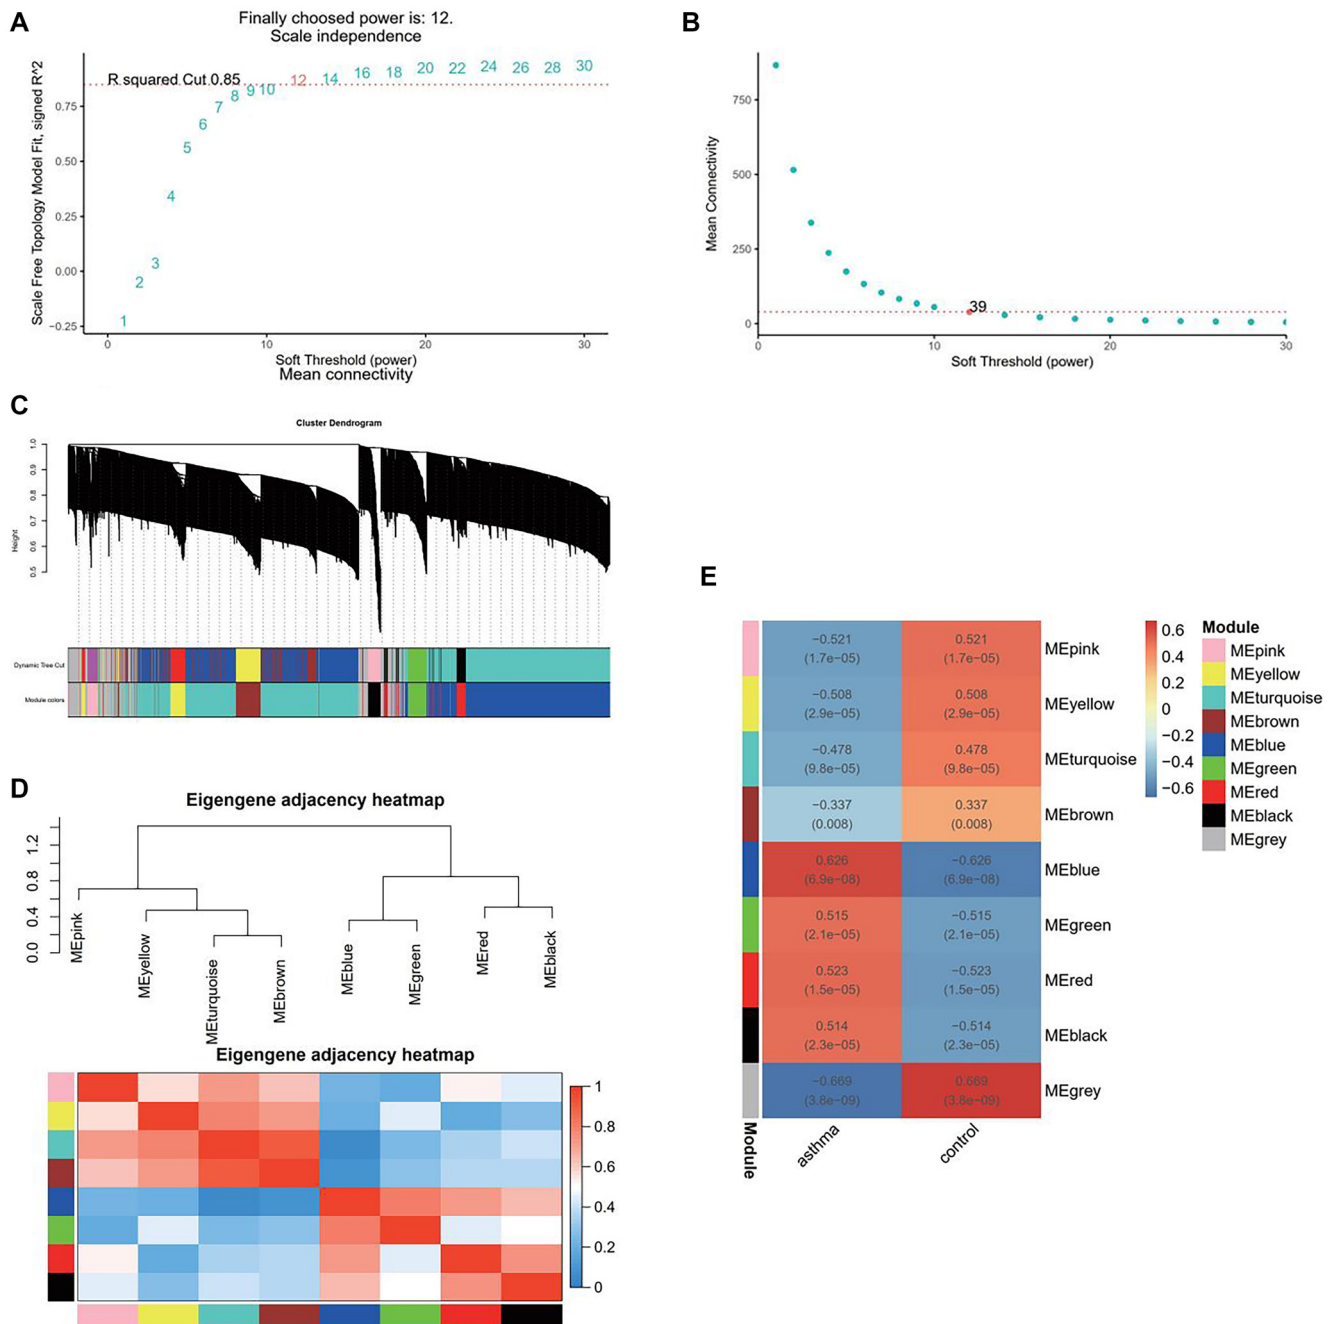 A
Finally choosed power is: 12.
Scale independence
Scale Free Topology Model Fit, signed R^2
0.75
0.50
0.25
0.00
−0.25
R squared Cut 0.85
1
2
3
4
5
6
7
8
9
10
12
14
16
18
20
22
24
26
28
30
0
10
20
30
Soft Threshold (power)
Mean connectivity
B
Mean Connectivity
750
500
250
0
39
0
10
20
30
Soft Threshold (power)
C
Cluster Dendrogram
Height
1.0
0.9
0.8
0.7
0.6
0.5
Dynamic Tree Cut
Module colors
D
Eigengene adjacency heatmap
1.2
0.8
0.4
0.0
MEpink
MEyellow
MEturquoise
MEbrown
MEblue
MEgreen
MEred
MEblack
Eigengene adjacency heatmap
1
0.8
0.6
0.4
0.2
0
E
−0.521
(1.7e−05)
0.521
(1.7e−05)
MEpink
−0.508
(2.9e−05)
0.508
(2.9e−05)
MEyellow
−0.478
(9.8e−05)
0.478
(9.8e−05)
MEturquoise
−0.337
(0.008)
0.337
(0.008)
MEbrown
0.626
(6.9e−08)
−0.626
(6.9e−08)
MEblue
0.515
(2.1e−05)
−0.515
(2.1e−05)
MEgreen
0.523
(1.5e−05)
−0.523
(1.5e−05)
MEred
0.514
(2.3e−05)
−0.514
(2.3e−05)
MEblack
−0.669
(3.8e−09)
0.669
(3.8e−09)
MEgrey
Module
asthma
control
0.6
0.4
0.2
0
−0.2
−0.4
−0.6
Module
MEpink
MEyellow
MEturquoise
MEbrown
MEblue
MEgreen
MEred
MEblack
MEgrey